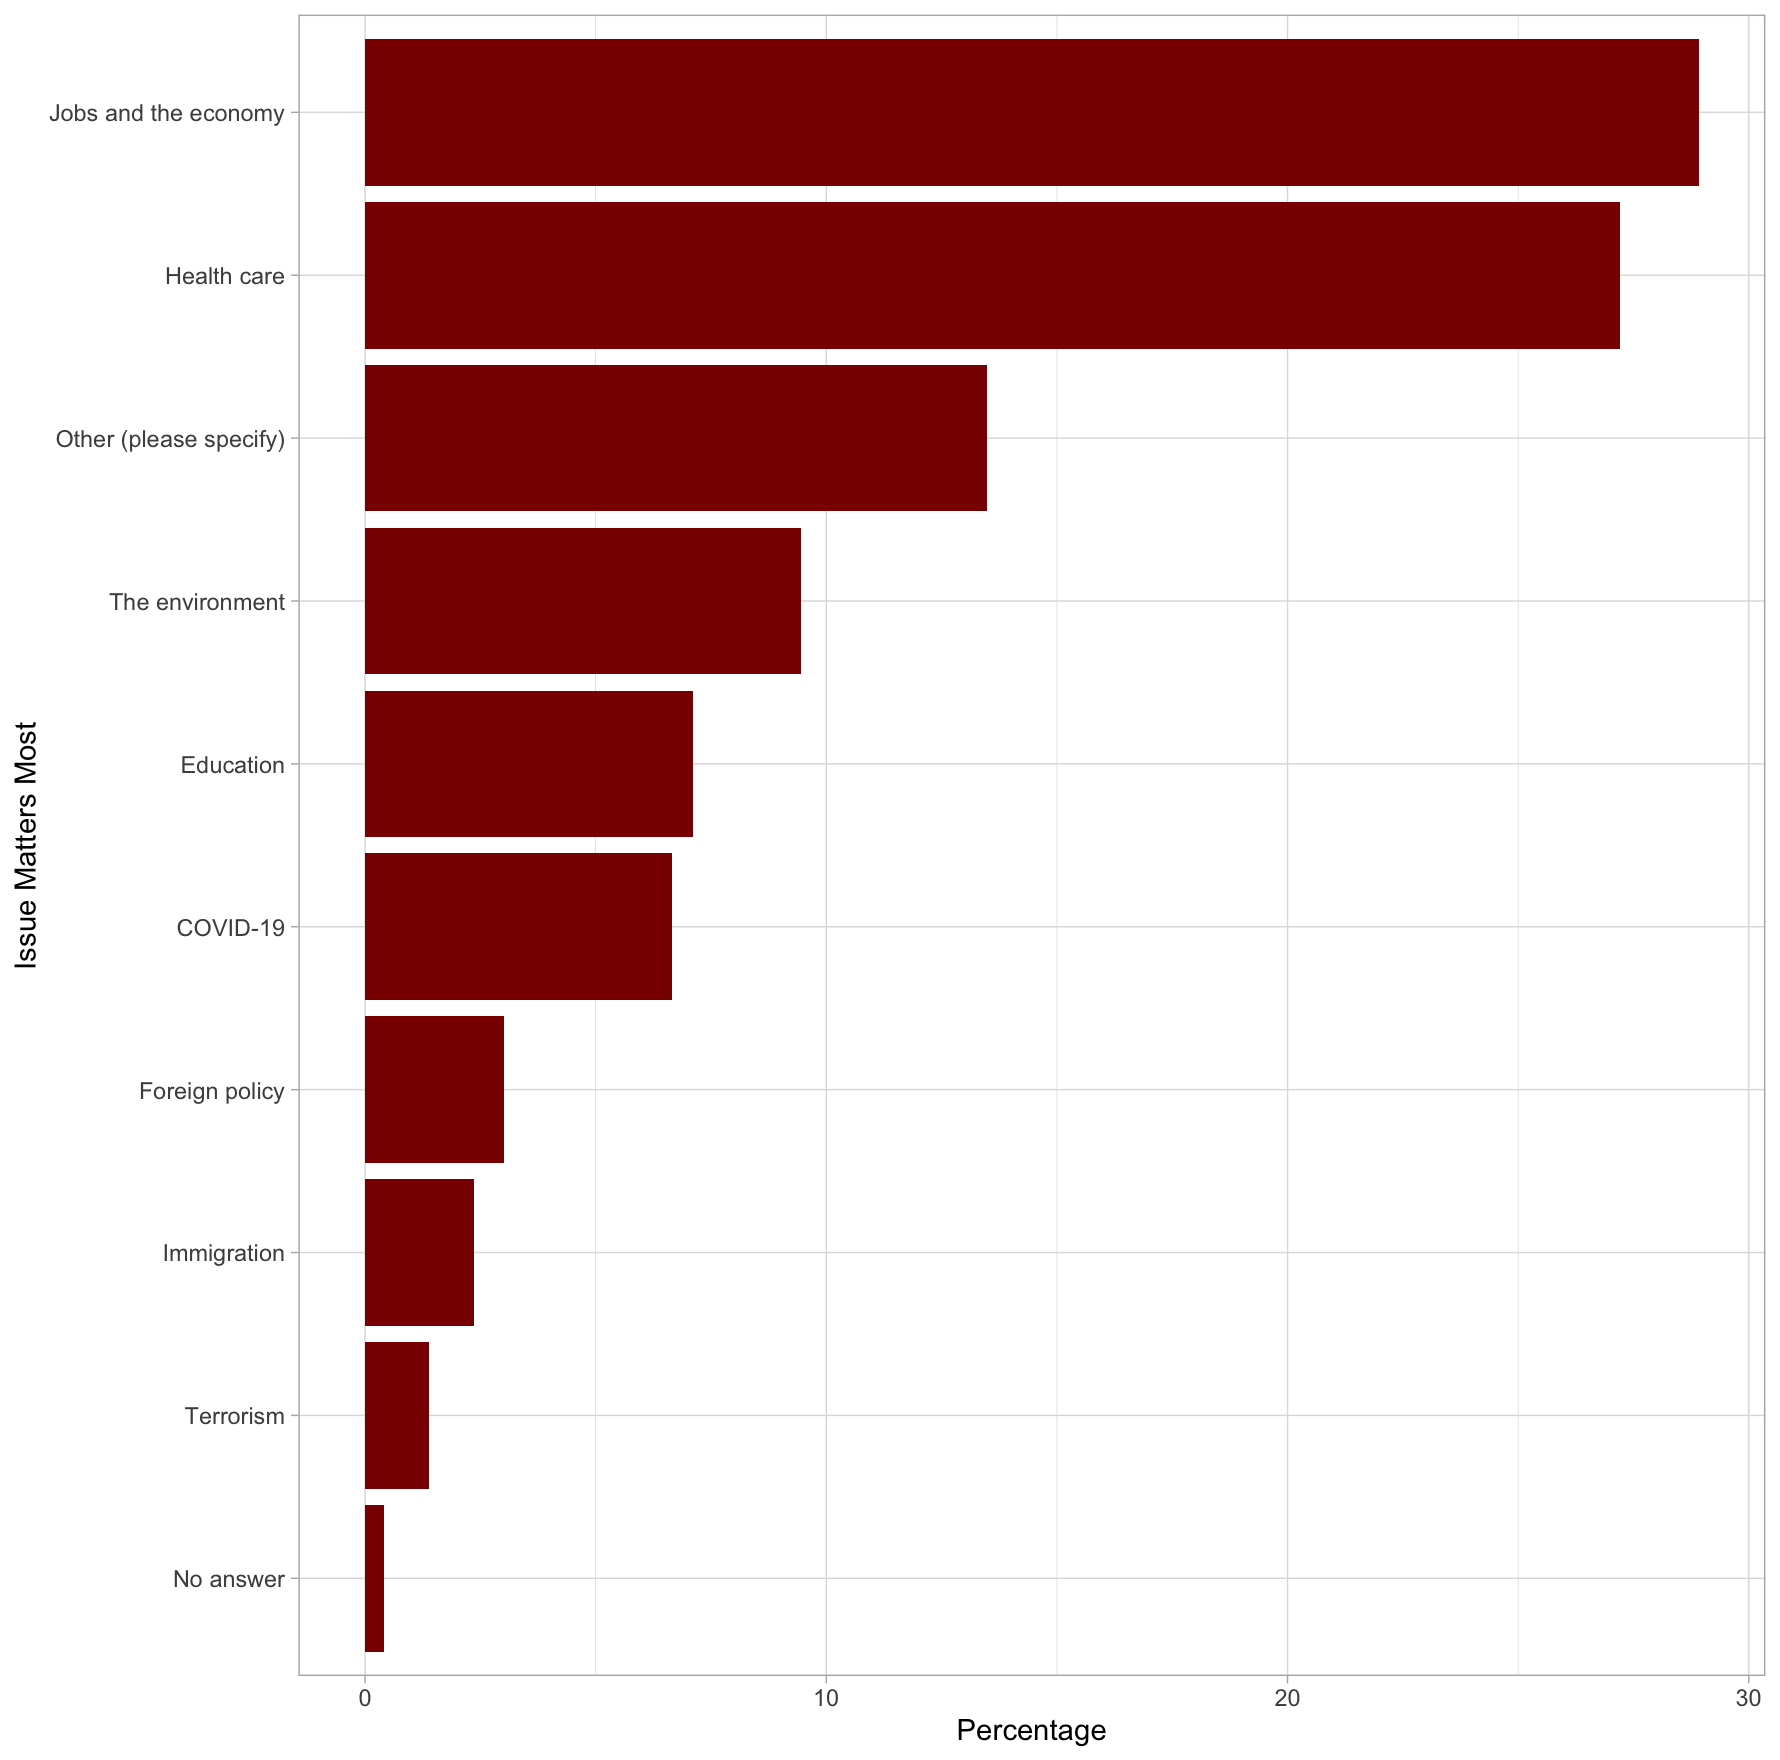 Jobs and the economy
Health care
Other (please specify)
The environment
Education
COVID-19
Foreign policy
Immigration
Terrorism
No answer
Issue Matters Most
0 10 20 30
Percentage